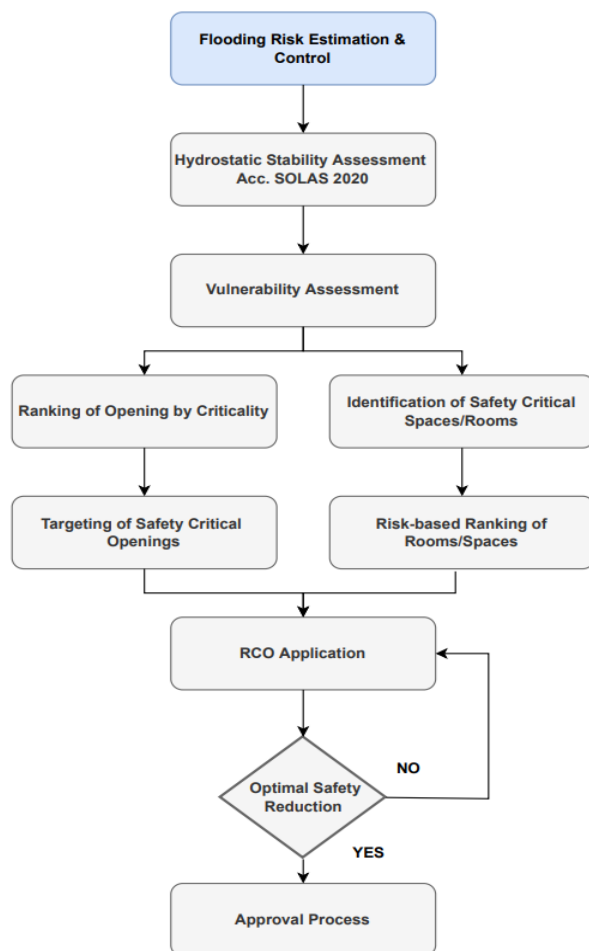 Flooding Risk Estimation &
Control
Hydrostatic Stability Assessment
Acc. SOLAS 2020
Vulnerability Assessment
Ranking of Opening by Criticality
Identification of Safety Critical
Spaces/Rooms
Targeting of Safety Critical
Openings
Risk-based Ranking of
Rooms/Spaces
RCO Application
Optimal Safety
Reduction
NO
YES
Approval Process